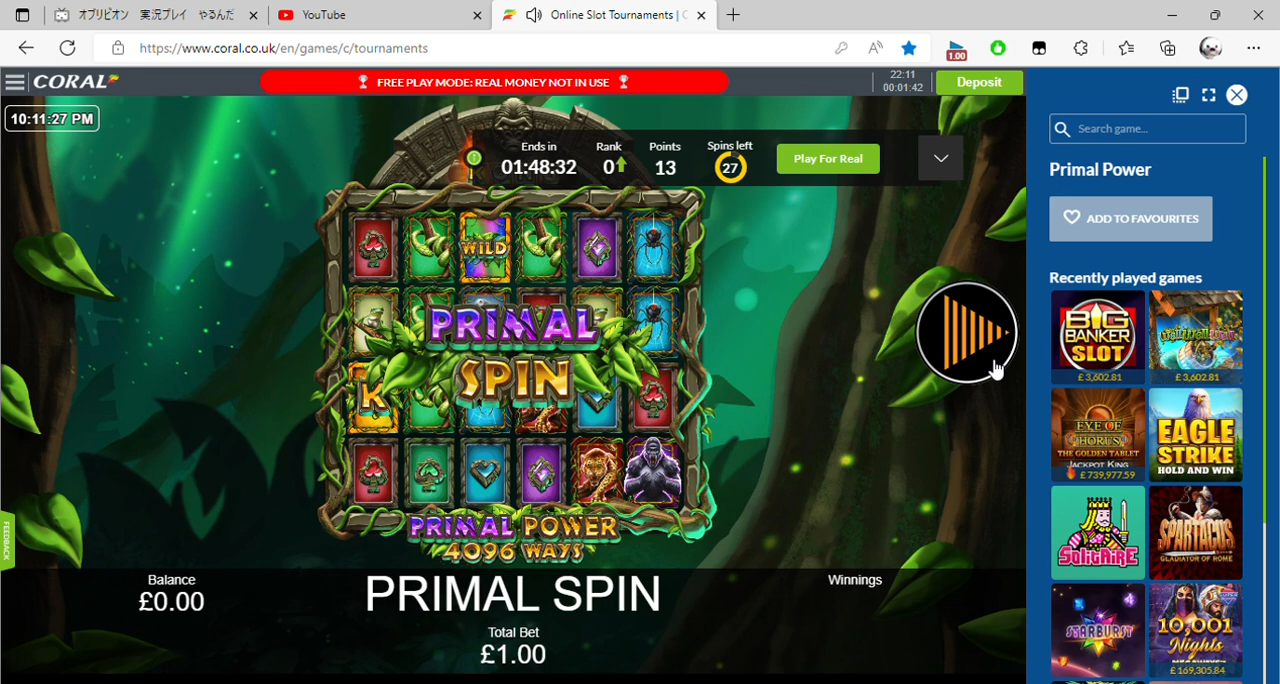 オブリビオン 実況プレイ やるんだ
YouTube
Online Slot Tournaments | C
https://www.coral.co.uk/en/games/c/tournaments
1.00
CORAL
FREE PLAY MODE: REAL MONEY NOT IN USE
22:11
00:01:42
Deposit
10:11:27 PM
Ends in
01:48:32
Rank
0
Points
13
Spins left
27
Play For Real
WILD
PRIMAL
SPIN
K
PRIMAL POWER
4096 WAYS
FEEDBACK
Balance
£0.00
PRIMAL SPIN
Winnings
Total Bet
£1.00
Search game...
Primal Power
ADD TO FAVOURITES
Recently played games
BIG
BANKER
SLOT
£ 3,602.81
£ 3,602.81
EYE OF
HORUS
THE GOLDEN TABLET
JACKPOT KING
£ 739,977.59
EAGLE
STRIKE
HOLD AND WIN
SOLITAIRE
SPARTACUS
GLADIATOR OF ROME
STARBURST
10,001
Nights
£ 169,305.84